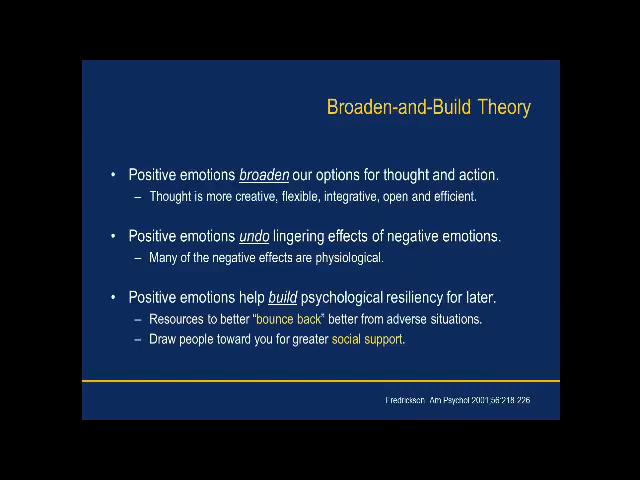 Broaden-and-Build Theory
• Positive emotions broaden our options for thought and action.
– Thought is more creative, flexible, integrative, open and efficient.
• Positive emotions undo lingering effects of negative emotions.
– Many of the negative effects are physiological.
• Positive emotions help build psychological resiliency for later.
– Resources to better “bounce back” better from adverse situations.
– Draw people toward you for greater social support.
Fredrickson. Am Psychol 2001;56:218-226